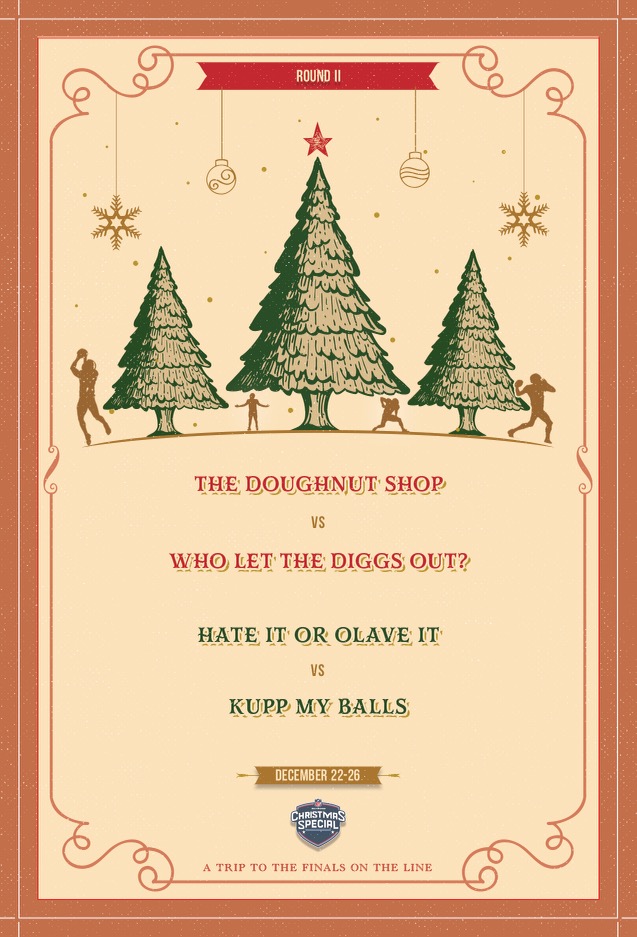 ROUND II
THE DOUGHNUT SHOP
VS
WHO LET THE DIGGS OUT?
HATE IT OR OLAVE IT
VS
KUPP MY BALLS
DECEMBER 22-26
CHRISTMAS
SPECIAL
A TRIP TO THE FINALS ON THE LINE